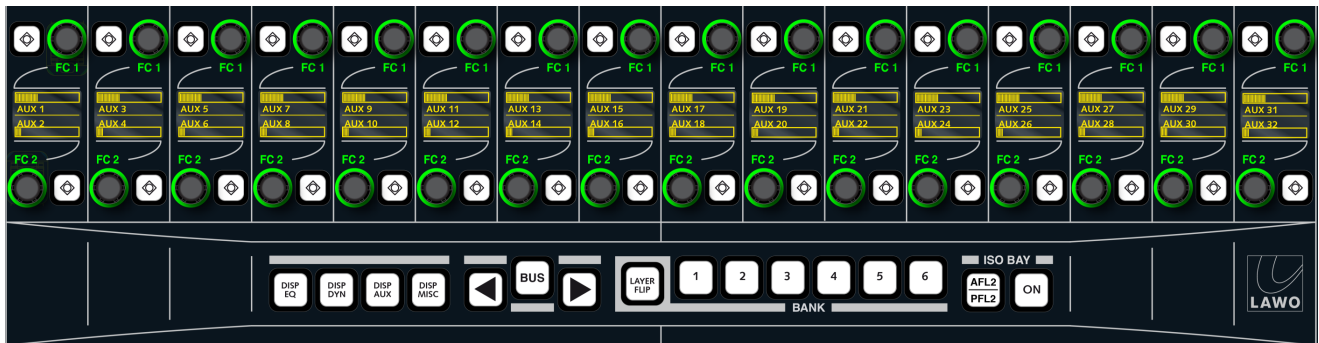 FC 1 FC 1 FC 1 FC 1 FC 1 FC 1 FC 1 FC 1 FC 1 FC 1 FC 1 FC 1 FC 1 FC 1 FC 1 FC 1
AUX 1 AUX 3 AUX 5 AUX 7 AUX 9 AUX 11 AUX 13 AUX 15 AUX 17 AUX 19 AUX 21 AUX 23 AUX 25 AUX 27 AUX 29 AUX 31
AUX 2 AUX 4 AUX 6 AUX 8 AUX 10 AUX 12 AUX 14 AUX 16 AUX 18 AUX 20 AUX 22 AUX 24 AUX 26 AUX 28 AUX 30 AUX 32
FC 2 FC 2 FC 2 FC 2 FC 2 FC 2 FC 2 FC 2 FC 2 FC 2 FC 2 FC 2 FC 2 FC 2 FC 2 FC 2
DISP
EQ
DISP
DYN
DISP
AUX
DISP
MISC
BUS
LAYER
FLIP
1 2 3 4 5 6
BANK
ISO BAY
AFL2
PFL2
ON
LAWO